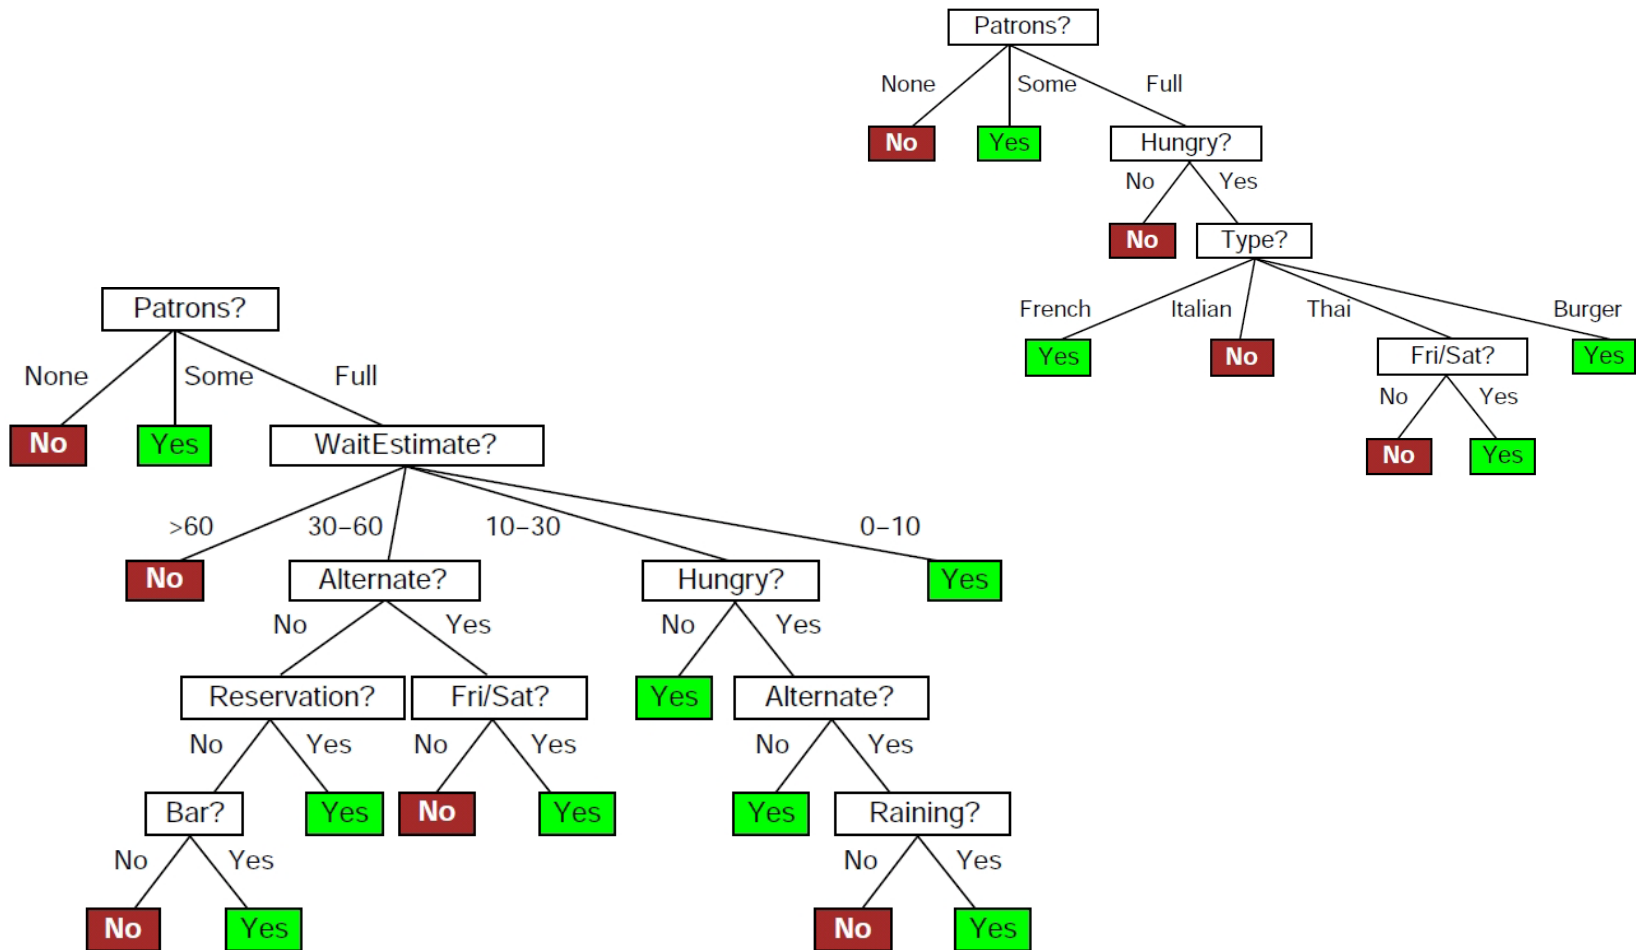 Patrons?
None Some Full
No Yes Hungry?
No Yes
No Type?
French Italian Thai Burger
Yes No Fri/Sat? Yes
No Yes
No Yes
Patrons?
None Some Full
No Yes WaitEstimate?
>60 30–60 10–30 0–10
No Alternate? Hungry? Yes
No Yes No Yes
Reservation? Fri/Sat? Yes Alternate?
No Yes No Yes No Yes
Bar? Yes No Yes Yes Raining?
No Yes No Yes
No Yes No Yes